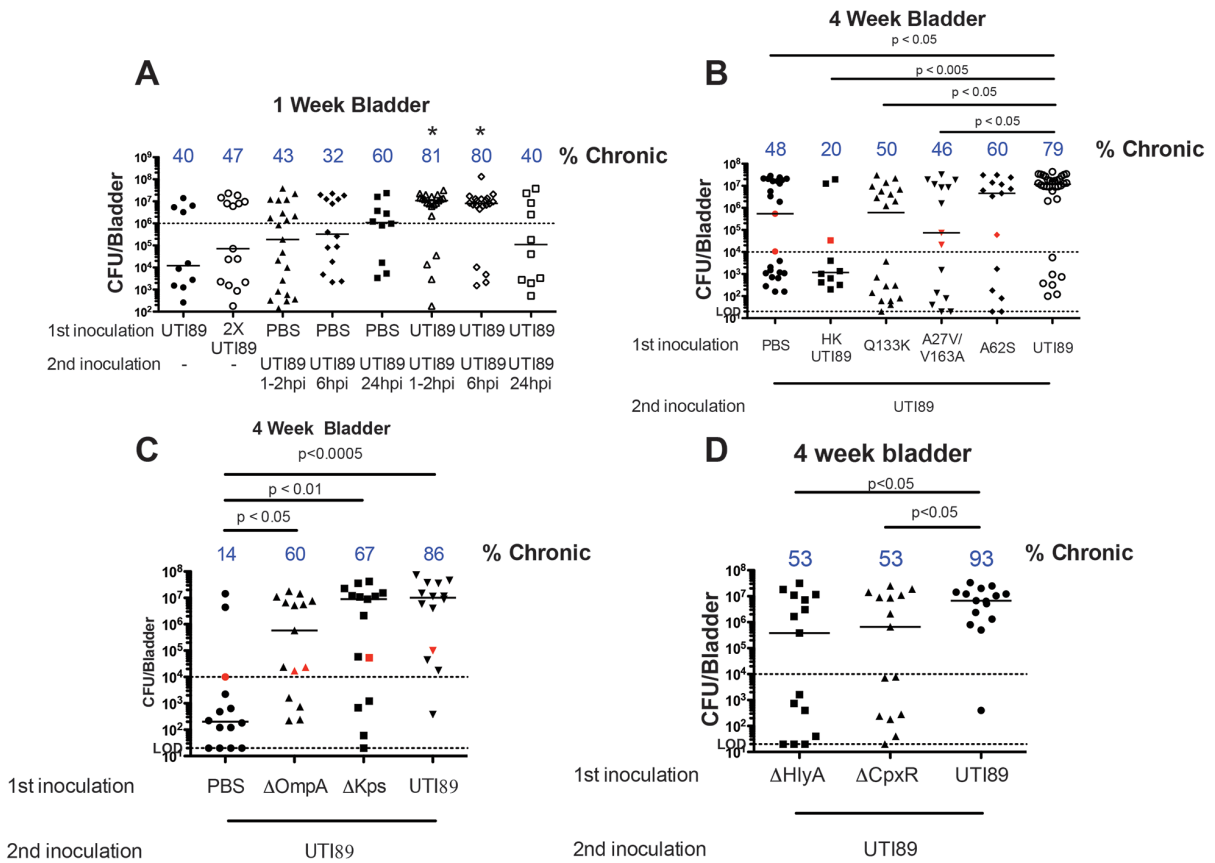 A
1 Week Bladder
* *
40 47 43 32 60 81 80 40 % Chronic
CFU/Bladder
10⁹
10⁸
10⁷
10⁶
10⁵
10⁴
10³
10²
1st inoculation UTI89 2X UTI89 PBS PBS PBS UTI89 UTI89 UTI89
2nd inoculation - - UTI89 1-2hpi UTI89 6hpi UTI89 24hpi UTI89 1-2hpi UTI89 6hpi UTI89 24hpi
B
4 Week Bladder
p < 0.05
p < 0.005
p < 0.05
p < 0.05
48 20 50 46 60 79 % Chronic
CFU/Bladder
10⁸
10⁷
10⁶
10⁵
10⁴
10³
10²
LOD
10¹
1st inoculation PBS HK UTI89 Q133K A27V/V163A A62S UTI89
2nd inoculation UTI89
C
4 Week Bladder
p<0.0005
p < 0.01
p < 0.05
14 60 67 86 % Chronic
CFU/Bladder
10⁸
10⁷
10⁶
10⁵
10⁴
10³
10²
LOD
10¹
1st inoculation PBS ΔOmpA ΔKps UTI89
2nd inoculation UTI89
D
4 week bladder
p<0.05
p<0.05
53 53 93 % Chronic
CFU/Bladder
10⁸
10⁷
10⁶
10⁵
10⁴
10³
10²
LOD
10¹
1st inoculation ΔHlyA ΔCpxR UTI89
2nd inoculation UTI89